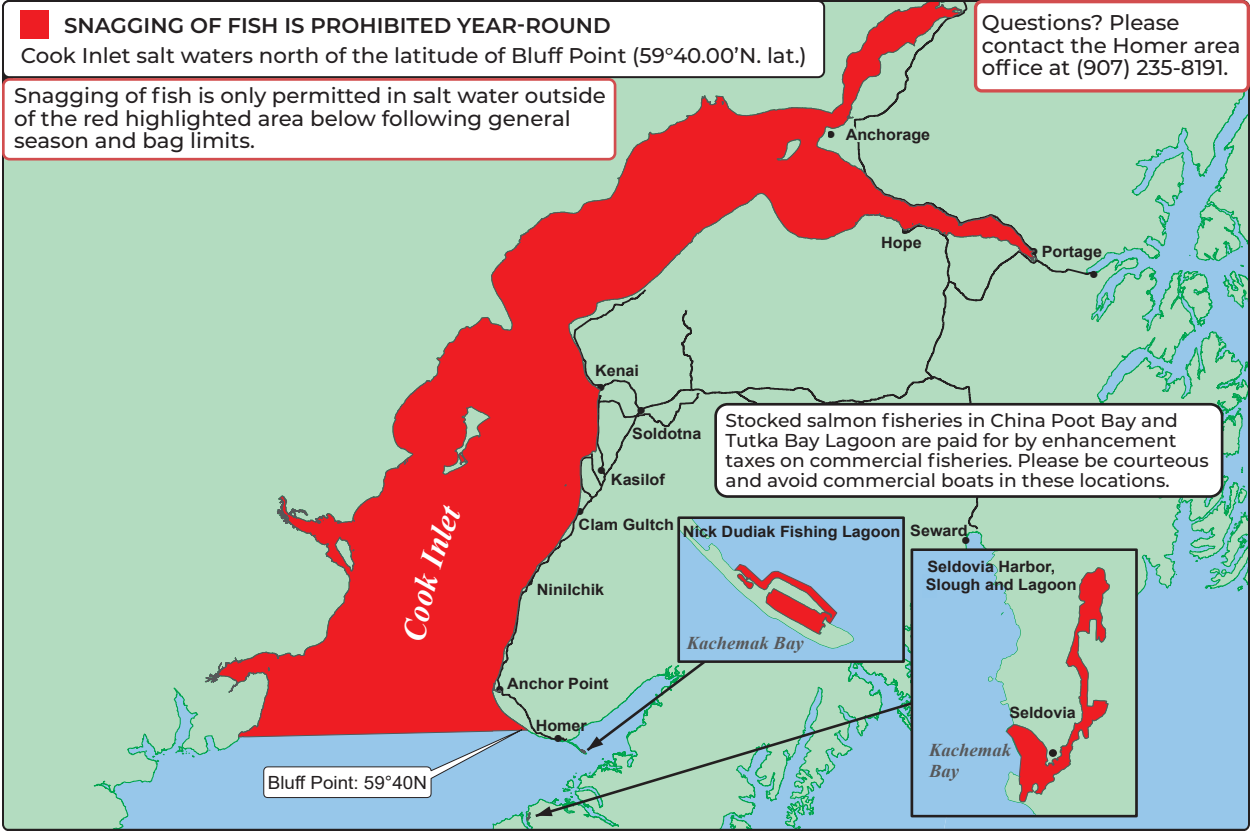 SNAGGING OF FISH IS PROHIBITED YEAR-ROUND
Cook Inlet salt waters north of the latitude of Bluff Point (59°40.00’N. lat.)
Questions? Please
contact the Homer area
office at (907) 235-8191.
Snagging of fish is only permitted in salt water outside
of the red highlighted area below following general
season and bag limits.
Anchorage
Hope
Portage
Kenai
Soldotna
Stocked salmon fisheries in China Poot Bay and
Tutka Bay Lagoon are paid for by enhancement
taxes on commercial fisheries. Please be courteous
and avoid commercial boats in these locations.
Kasilof
Clam Gultch
Cook Inlet
Nick Dudiak Fishing Lagoon
Kachemak Bay
Seward
Seldovia Harbor,
Slough and Lagoon
Seldovia
Kachemak
Bay
Ninilchik
Anchor Point
Homer
Bluff Point: 59°40N